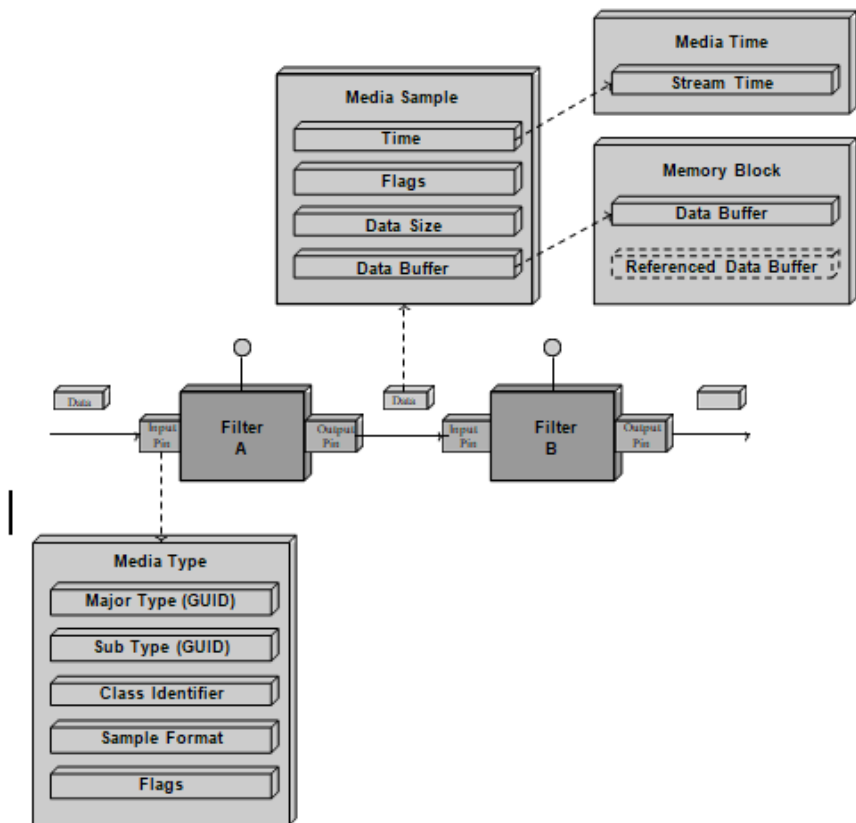 Media Time
Stream Time
Media Sample
Time
Flags
Data Size
Data Buffer
Memory Block
Data Buffer
Referenced Data Buffer
Data
Input
Pin
Filter
A
Output
Pin
Data
Input
Pin
Filter
B
Output
Pin
Media Type
Major Type (GUID)
Sub Type (GUID)
Class Identifier
Sample Format
Flags